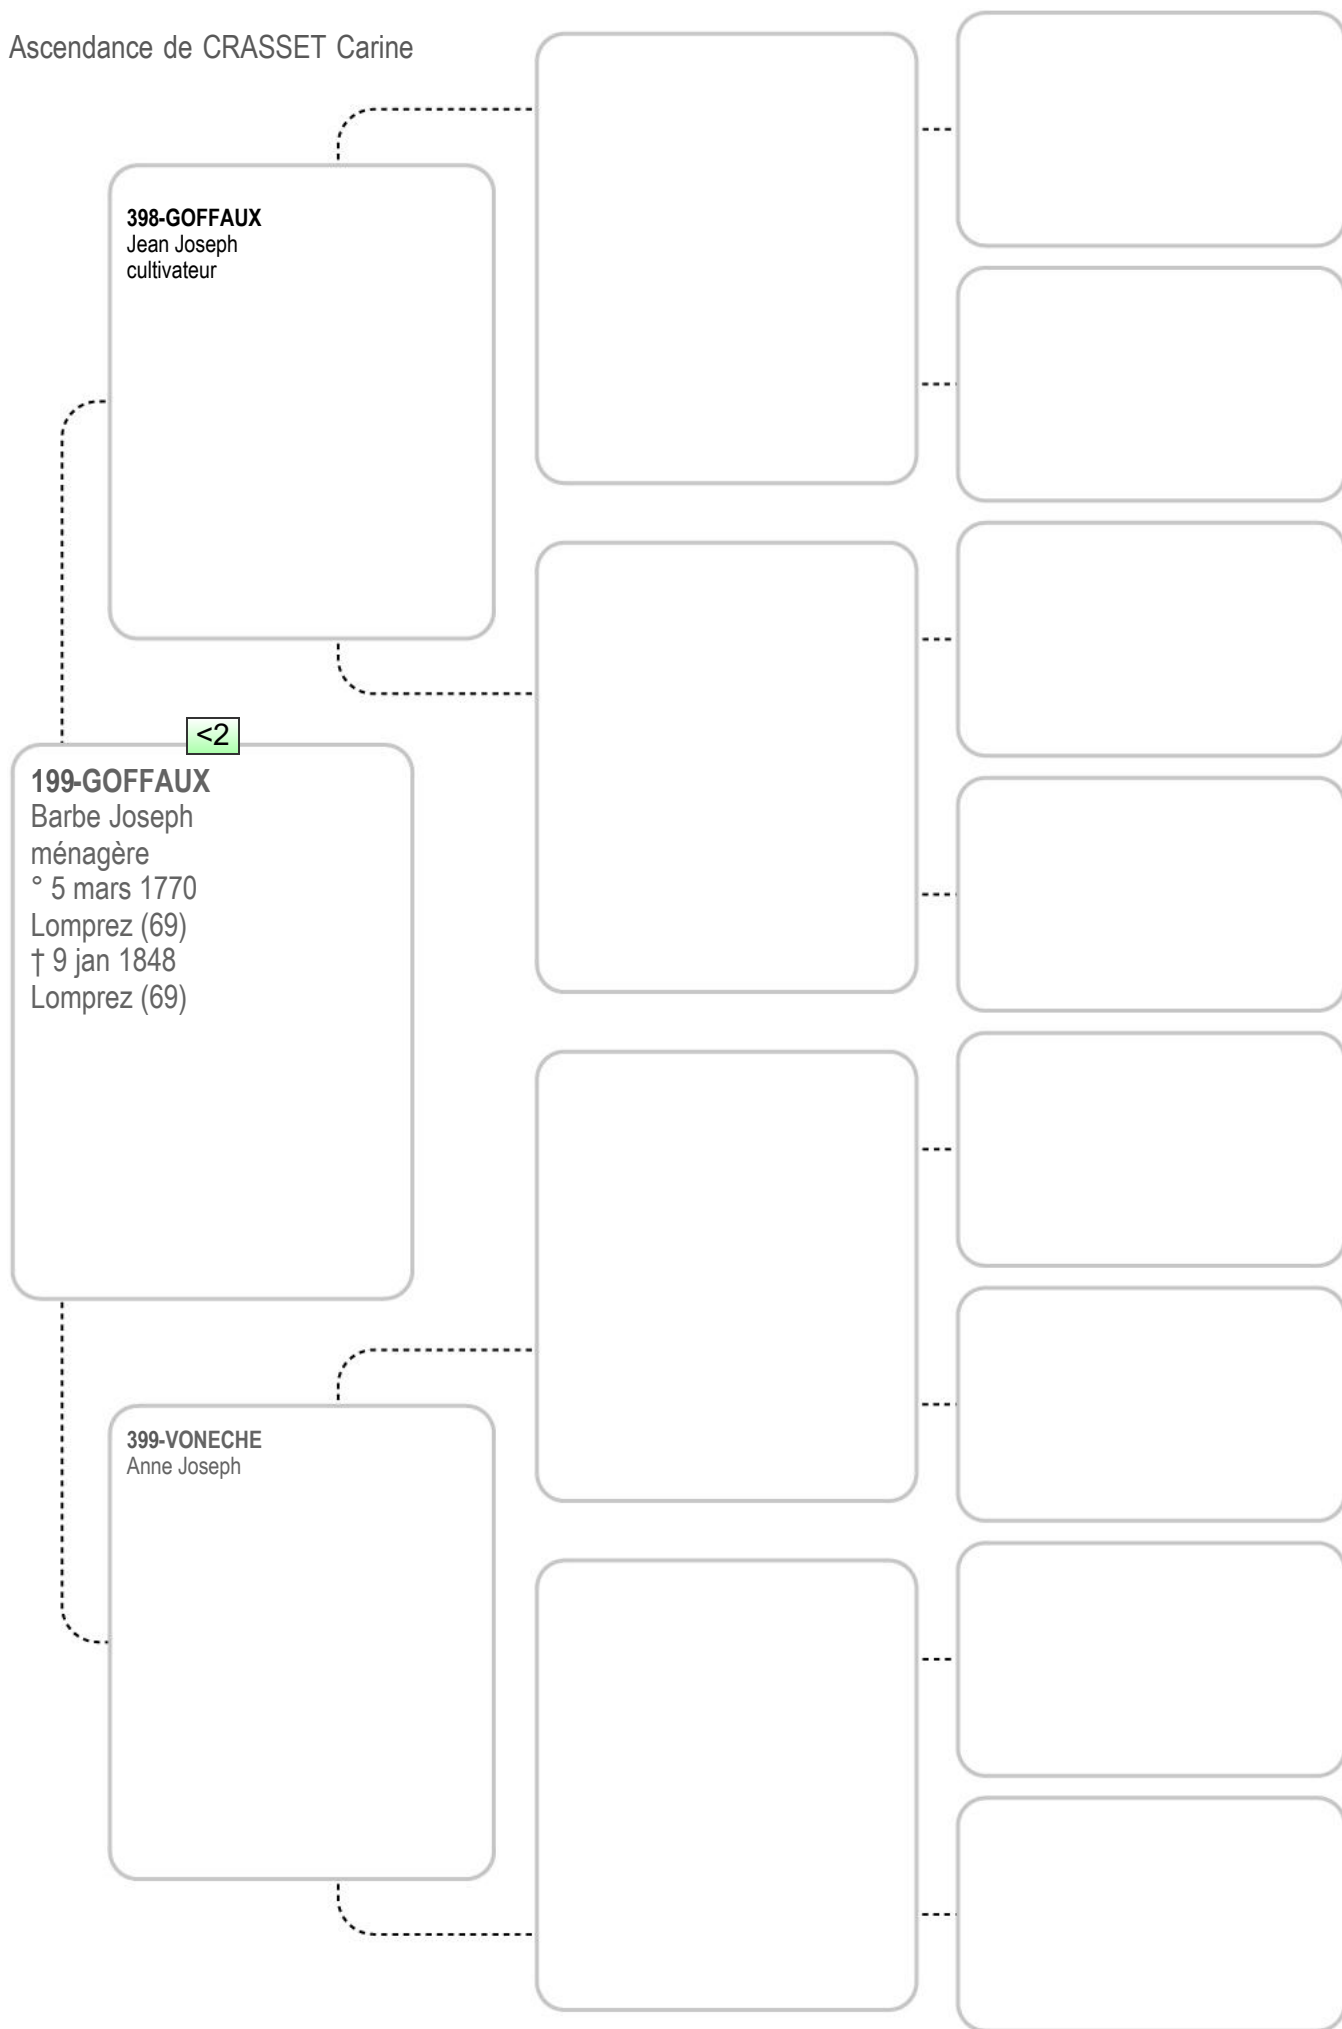 Ascendance de CRASSET Carine
398-GOFFAUX
Jean Joseph
cultivateur
<2
199-GOFFAUX
Barbe Joseph
ménagère
° 5 mars 1770
Lomprez (69)
† 9 jan 1848
Lomprez (69)
399-VONECHE
Anne Joseph